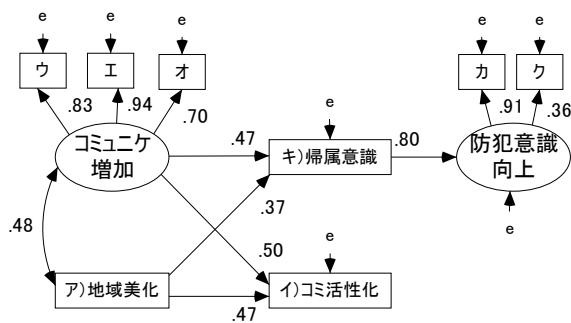 e e e e e
ウ エ オ カ ク
.83 .94 .70 .91 .36
コミュニケ
増加
.47
e
キ)帰属意識
.80
防犯意識
向上
e
.48
.37
.50
e
ア)地域美化
.47
イ)コミ活性化